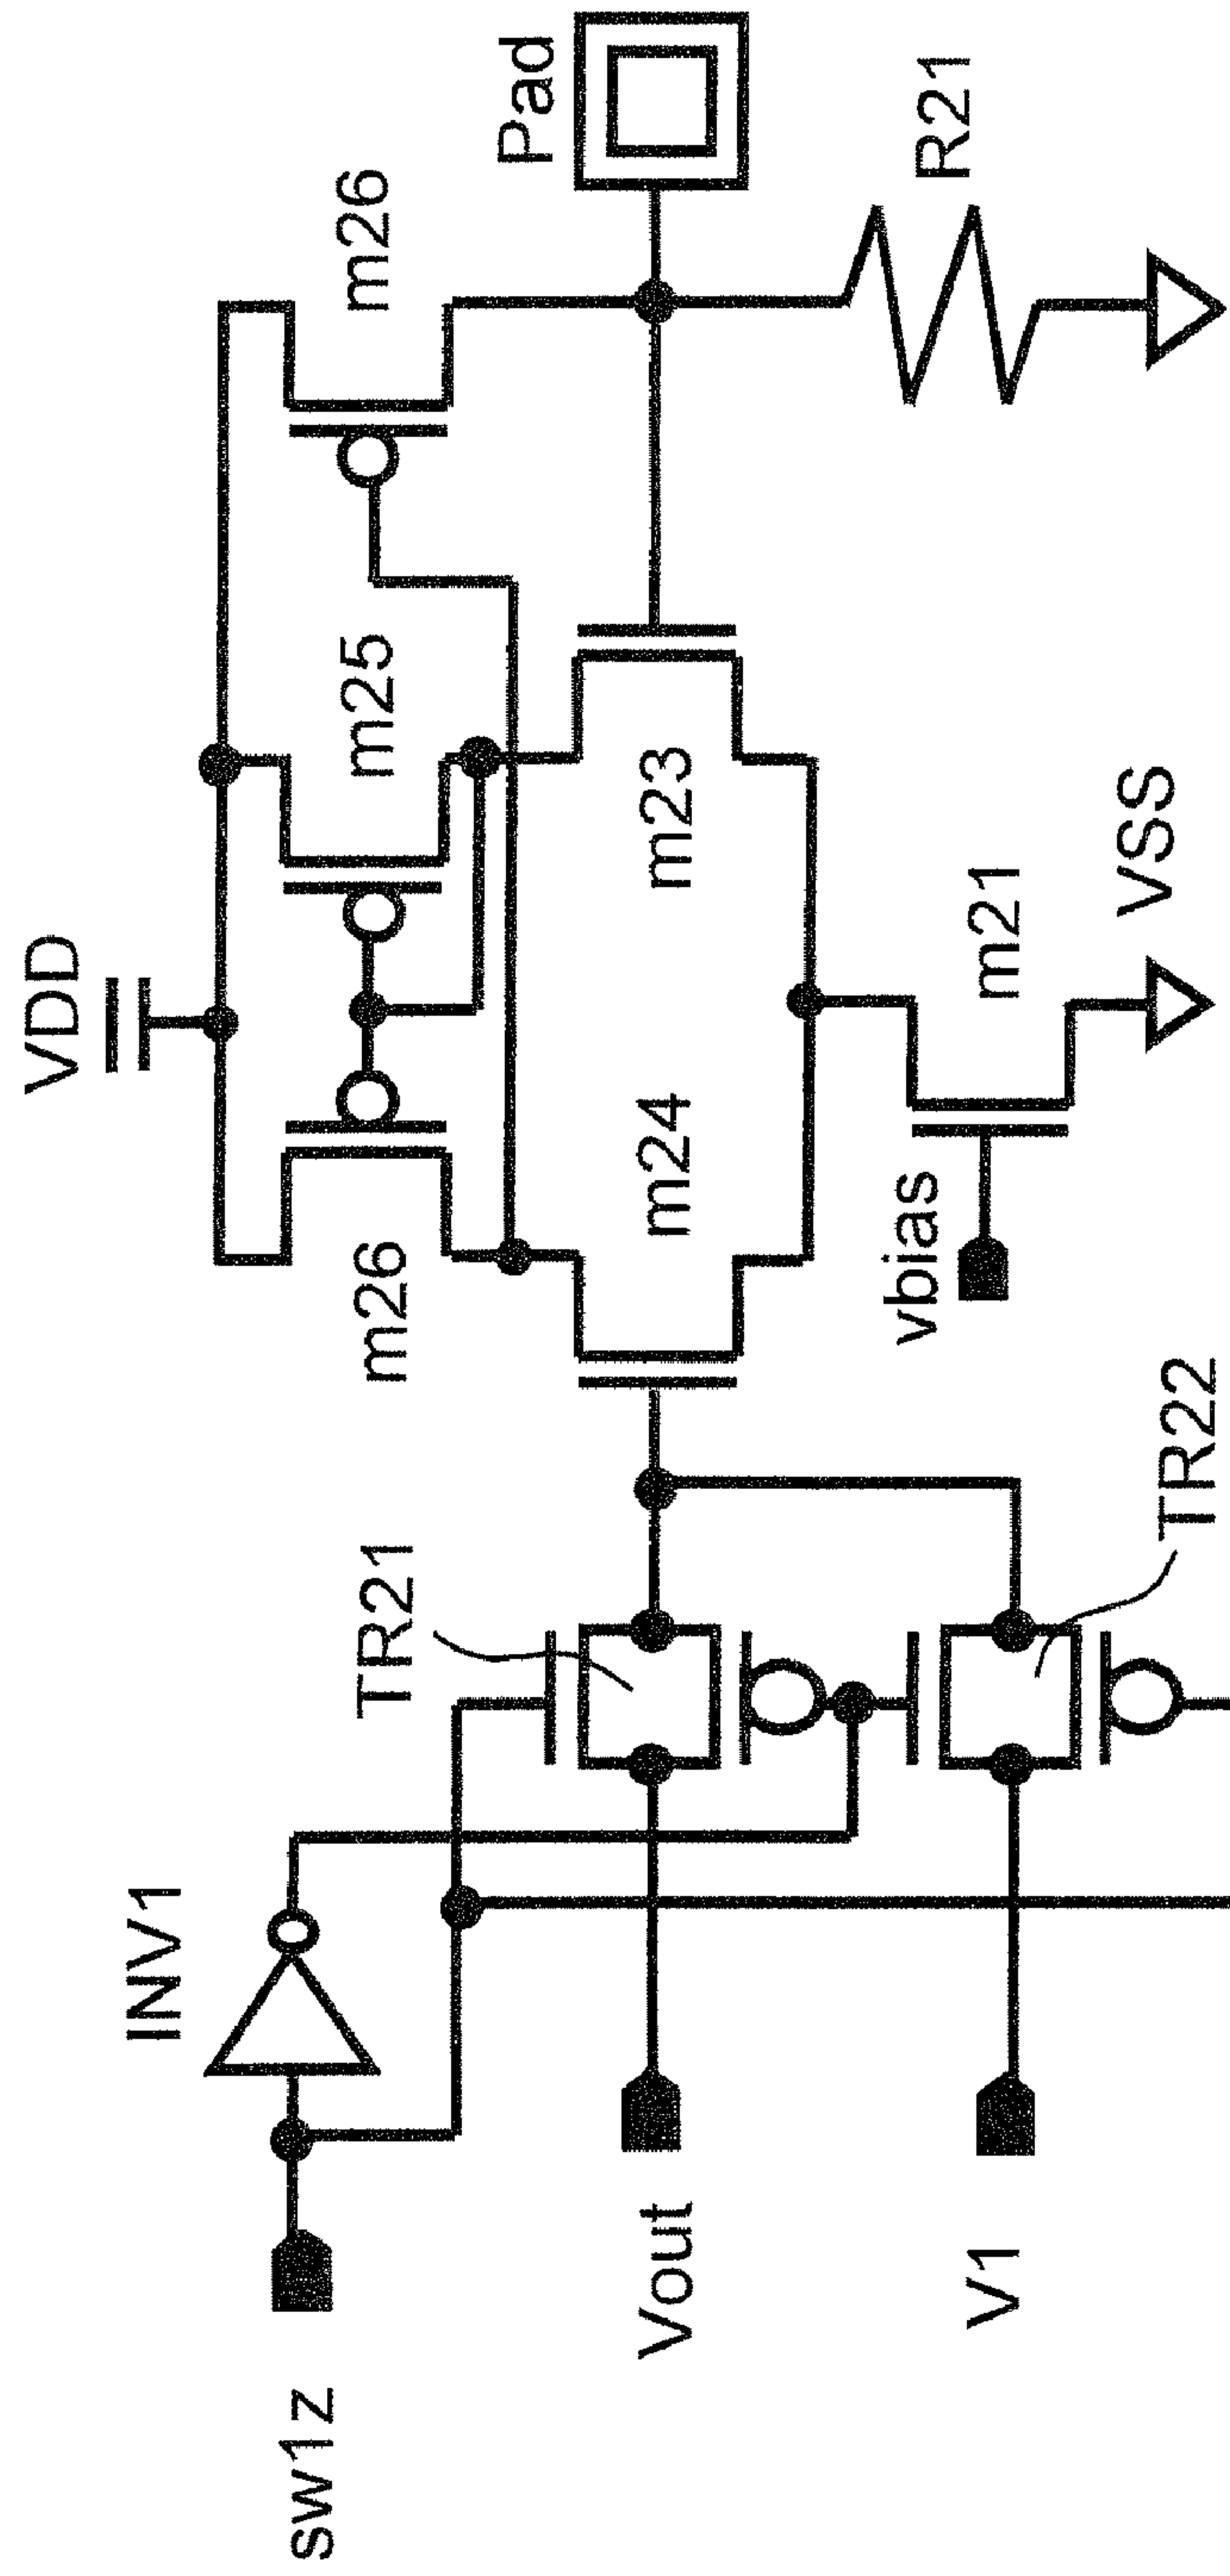 VDD
m26
m25
m26
Pad
INV1
TR21
m24
m23
sw1z
Vout
vbias
m21
R21
V1
TR22
VSS